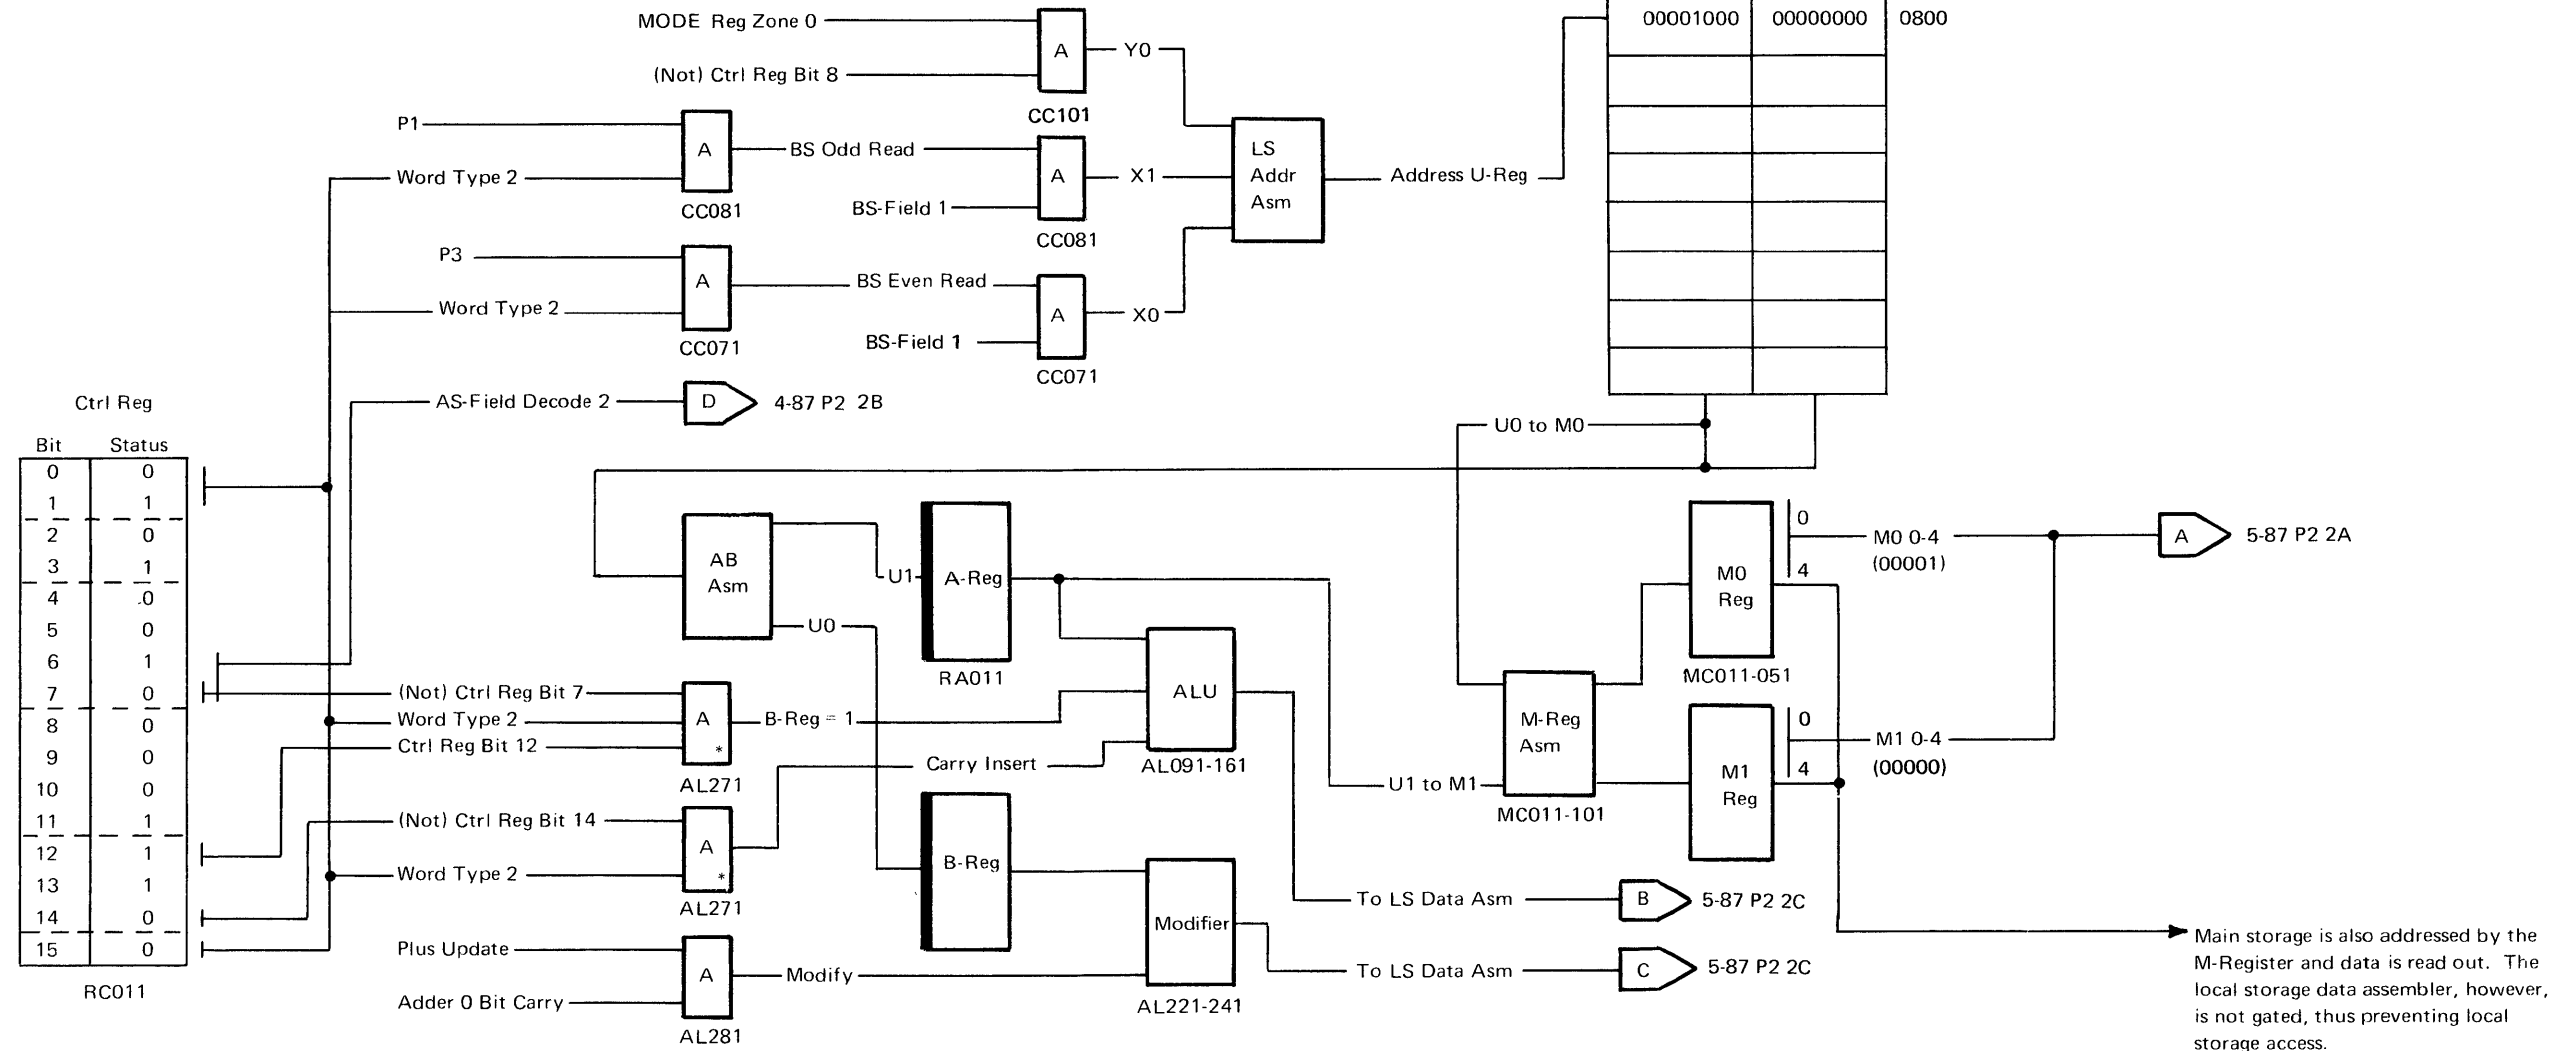 MODE Reg Zone 0
(Not) Ctrl Reg Bit 8
A
Y0
CC101
00001000 00000000 0800
P1
Word Type 2
A
CC081
BS Odd Read
BS-Field 1
A
X1
CC081
LS
Addr
Asm
Address U-Reg
P3
Word Type 2
A
CC071
BS Even Read
BS-Field 1
A
X0
CC071
AS-Field Decode 2
D
4-87 P2 2B
Ctrl Reg
Bit Status
0 0
1 1
2 0
3 1
4 0
5 0
6 1
7 0
8 0
9 0
10 0
11 1
12 1
13 1
14 0
15 0
RC011
U0 to M0
AB
Asm
U1
U0
A-Reg
RA011
(Not) Ctrl Reg Bit 7
Word Type 2
Ctrl Reg Bit 12
A
*
AL271
B-Reg = 1
ALU
AL091-161
Carry Insert
(Not) Ctrl Reg Bit 14
Word Type 2
A
*
AL271
B-Reg
Plus Update
Adder 0 Bit Carry
A
AL281
Modify
Modifier
AL221-241
U1 to M1
M-Reg
Asm
MC011-101
M0
Reg
MC011-051
0
4
M0 0-4
(00001)
A
5-87 P2 2A
M1
Reg
0
4
M1 0-4
(00000)
To LS Data Asm
B
5-87 P2 2C
To LS Data Asm
C
5-87 P2 2C
Main storage is also addressed by the
M-Register and data is read out. The
local storage data assembler, however,
is not gated, thus preventing local
storage access.